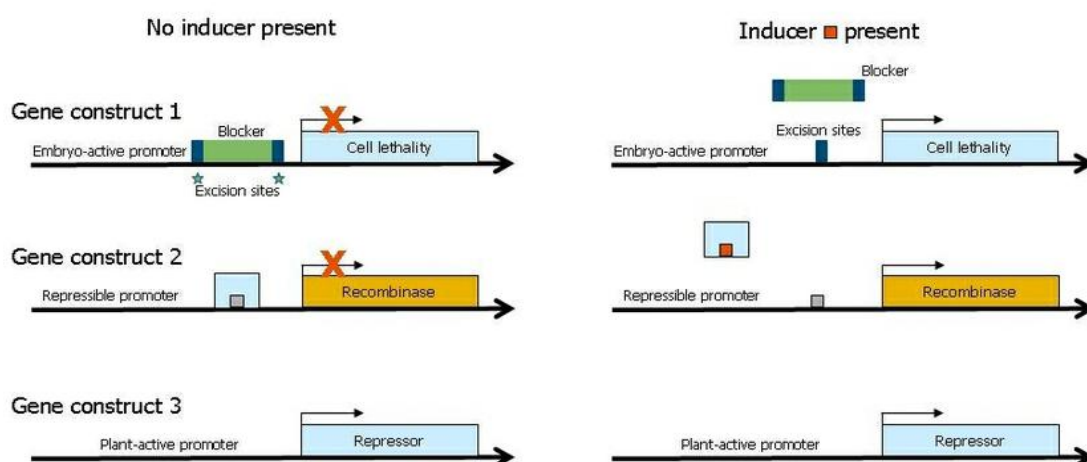 No inducer present
Gene construct 1
Blocker
Embryo-active promoter
Cell lethality
Excision sites
Gene construct 2
Repressible promoter
Recombinase
Gene construct 3
Plant-active promoter
Repressor
Inducer present
Blocker
Excision sites
Embryo-active promoter
Cell lethality
Repressible promoter
Recombinase
Plant-active promoter
Repressor